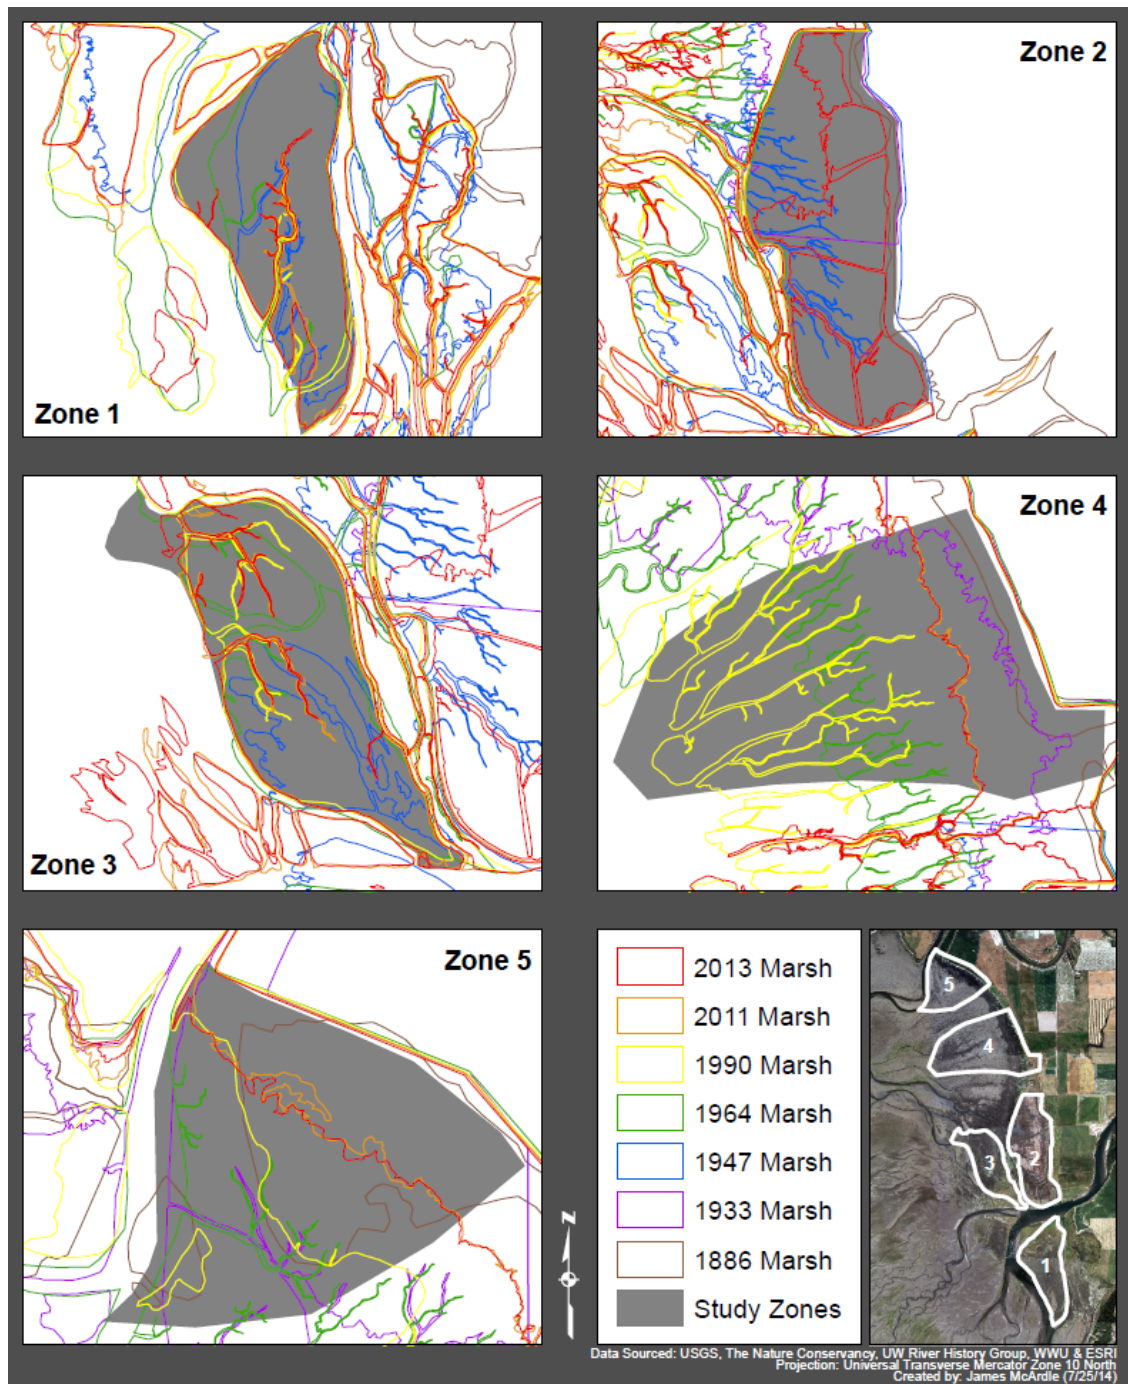 Zone 1
Zone 2
Zone 3
Zone 4
Zone 5
2013 Marsh
2011 Marsh
1990 Marsh
1964 Marsh
1947 Marsh
1933 Marsh
1886 Marsh
Study Zones
N
5
4
3
2
1
Data Sourced: USGS, The Nature Conservancy, UW River History Group, WWU & ESRI
Projection: Universal Transverse Mercator Zone 10 North
Created by: James McArdle (7/25/14)